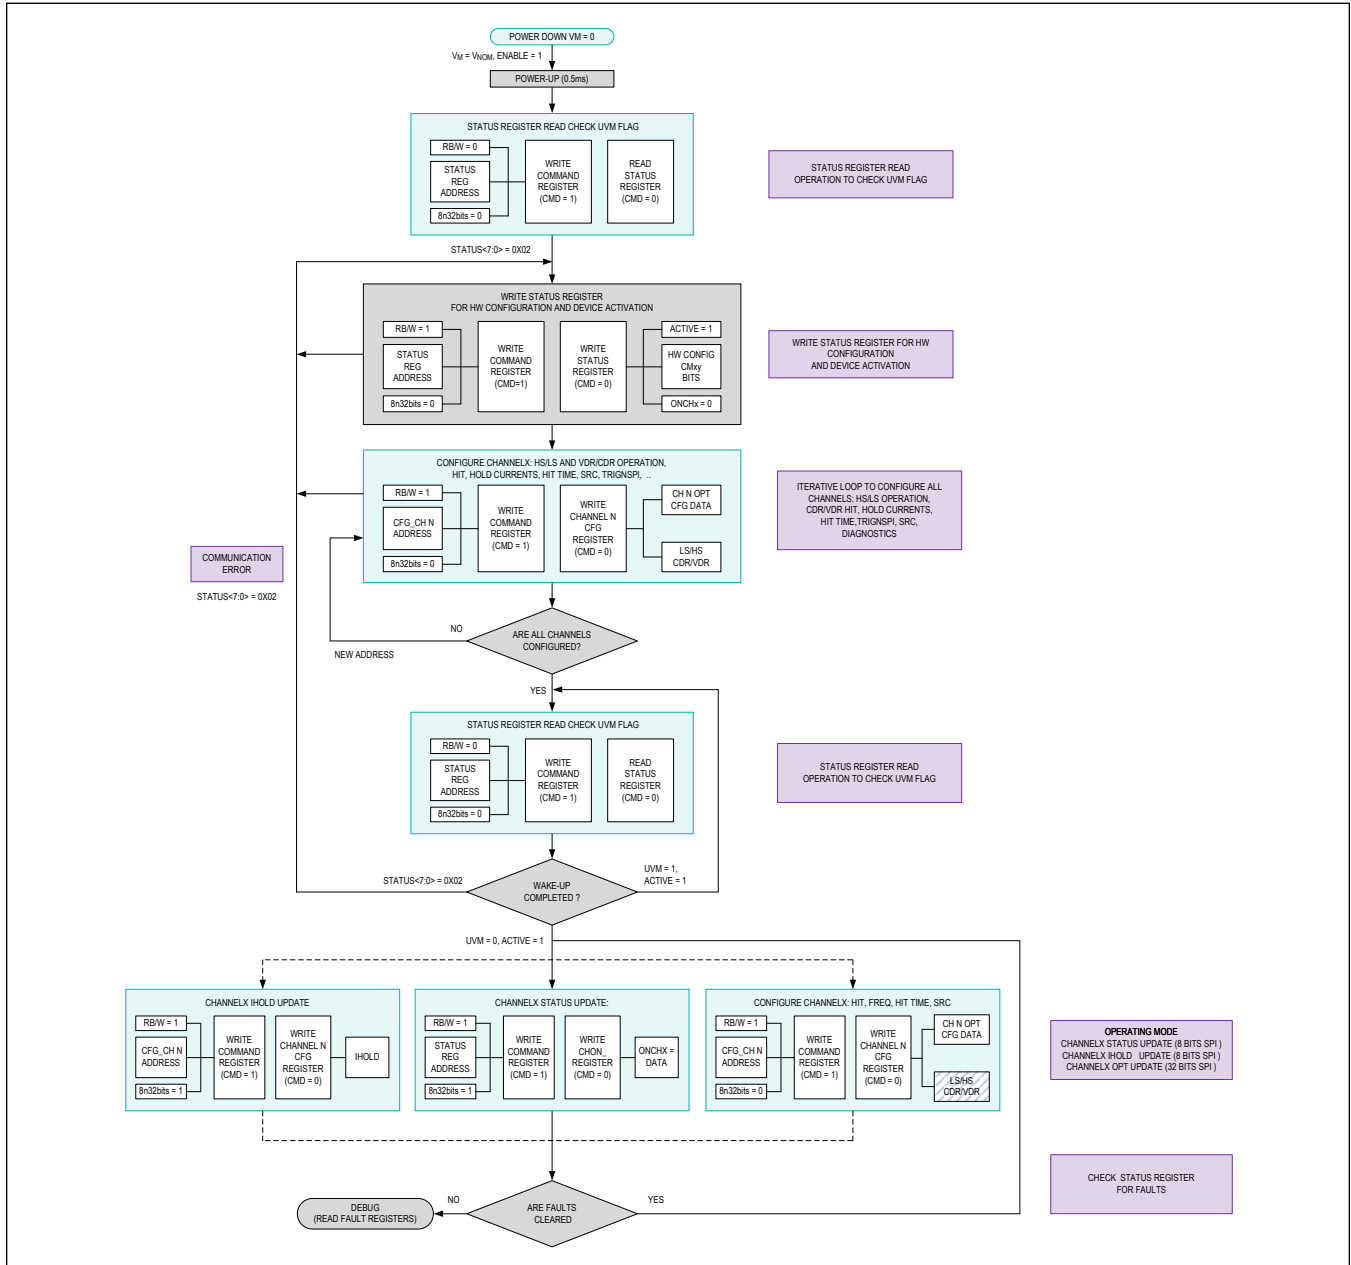 POWER DOWN VM = 0
VM = VNOM, ENABLE = 1
POWER-UP (0.5ms)
STATUS REGISTER READ CHECK UVM FLAG
RB/W = 0
STATUS
REG
ADDRESS
8n32bits = 0
WRITE
COMMAND
REGISTER
(CMD = 1)
READ
STATUS
REGISTER
(CMD = 0)
STATUS REGISTER READ
OPERATION TO CHECK UVM FLAG
STATUS<7:0> = 0X02
WRITE STATUS REGISTER
FOR HW CONFIGURATION AND DEVICE ACTIVATION
RB/W = 1
STATUS
REG
ADDRESS
8n32bits = 0
WRITE
COMMAND
REGISTER
(CMD=1)
WRITE
STATUS
REGISTER
(CMD = 0)
ACTIVE = 1
HW CONFIG
CMxy
BITS
ONCHx = 0
WRITE STATUS REGISTER FOR HW
CONFIGURATION
AND DEVICE ACTIVATION
CONFIGURE CHANNELX: HS/LS AND VDR/CDR OPERATION,
HIT, HOLD CURRENTS, HIT TIME, SRC, TRIGNSPI, ..
RB/W = 1
CFG_CH N
ADDRESS
8n32bits = 0
WRITE
COMMAND
REGISTER
(CMD = 1)
WRITE
CHANNEL N
CFG
REGISTER
(CMD = 0)
CH N OPT
CFG DATA
LS/HS
CDR/VDR
ITERATIVE LOOP TO CONFIGURE ALL
CHANNELS: HS/LS OPERATION,
CDR/VDR HIT, HOLD CURRENTS,
HIT TIME,TRIGNSPI, SRC,
DIAGNOSTICS
COMMUNICATION
ERROR
STATUS<7:0> = 0X02
NO
ARE ALL CHANNELS
CONFIGURED?
NEW ADDRESS
YES
STATUS REGISTER READ CHECK UVM FLAG
RB/W = 0
STATUS
REG
ADDRESS
8n32bits = 0
WRITE
COMMAND
REGISTER
(CMD = 1)
READ
STATUS
REGISTER
(CMD = 0)
STATUS REGISTER READ
OPERATION TO CHECK UVM FLAG
STATUS<7:0> = 0X02
WAKE-UP
COMPLETED ?
UVM = 1,
ACTIVE = 1
UVM = 0, ACTIVE = 1
CHANNELX IHOLD UPDATE
RB/W = 1
CFG_CH N
ADDRESS
8n32bits = 1
WRITE
COMMAND
REGISTER
(CMD = 1)
WRITE
CHANNEL N
CFG
REGISTER
(CMD = 0)
IHOLD
CHANNELX STATUS UPDATE:
RB/W = 1
STATUS
REG
ADDRESS
8n32bits = 1
WRITE
COMMAND
REGISTER
(CMD = 1)
WRITE
CHON_
REGISTER
(CMD = 0)
ONCHX =
DATA
CONFIGURE CHANNELX: HIT, FREQ, HIT TIME, SRC
RB/W = 1
CFG_CH N
ADDRESS
8n32bits = 0
WRITE
COMMAND
REGISTER
(CMD = 1)
WRITE
CHANNEL N
CFG
REGISTER
(CMD = 0)
CH N OPT
CFG DATA
LS/HS
CDR/VDR
OPERATING MODE
CHANNELX STATUS UPDATE (8 BITS SPI )
CHANNELX IHOLD UPDATE (8 BITS SPI )
CHANNELX OPT UPDATE (32 BITS SPI )
DEBUG
(READ FAULT REGISTERS)
NO
ARE FAULTS
CLEARED
YES
CHECK STATUS REGISTER
FOR FAULTS